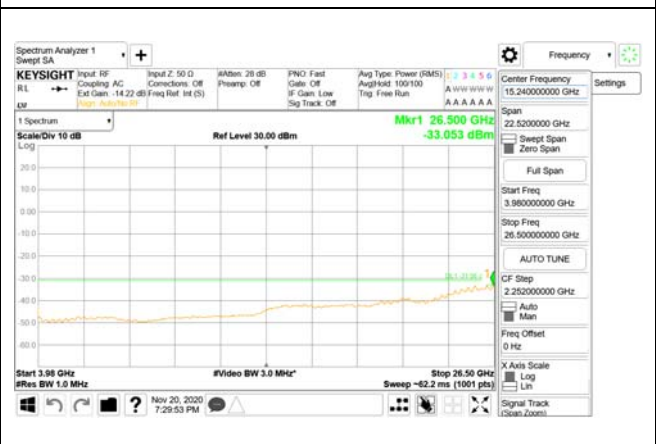 Spectrum Analyzer 1
Swept SA
Frequency
KEYSIGHT
RL
Input: RF
Coupling: AC
Ext Gain: -14.22 dB
Align: Auto/No RF
Input Z: 50 Ω
Corrections: Off
Freq Ref: Int (S)
#Atten: 28 dB
Preamp: Off
PNO: Fast
Gate: Off
IF Gain: Low
Sig Track: Off
Avg Type: Power (RMS)
Avg|Hold: 100/100
Trig: Free Run
1 2 3 4 5 6
A W W W W W
A A A A A A
1 Spectrum
Scale/Div 10 dB
Log
Ref Level 30.00 dBm
Mkr1 26.500 GHz
-33.053 dBm
20.0
10.0
0.00
-10.0
-20.0
-30.0
-40.0
-50.0
-60.0
1
Start 3.98 GHz
#Res BW 1.0 MHz
#Video BW 3.0 MHz*
Stop 26.50 GHz
Sweep ~62.2 ms (1001 pts)
Nov 20, 2020
7:29:53 PM
Center Frequency
15.240000000 GHz
Span
22.5200000 GHz
Swept Span
Zero Span
Full Span
Start Freq
3.980000000 GHz
Stop Freq
26.500000000 GHz
AUTO TUNE
CF Step
2.252000000 GHz
Auto
Man
Freq Offset
0 Hz
X Axis Scale
Log
Lin
Signal Track
(Span Zoom)
Settings